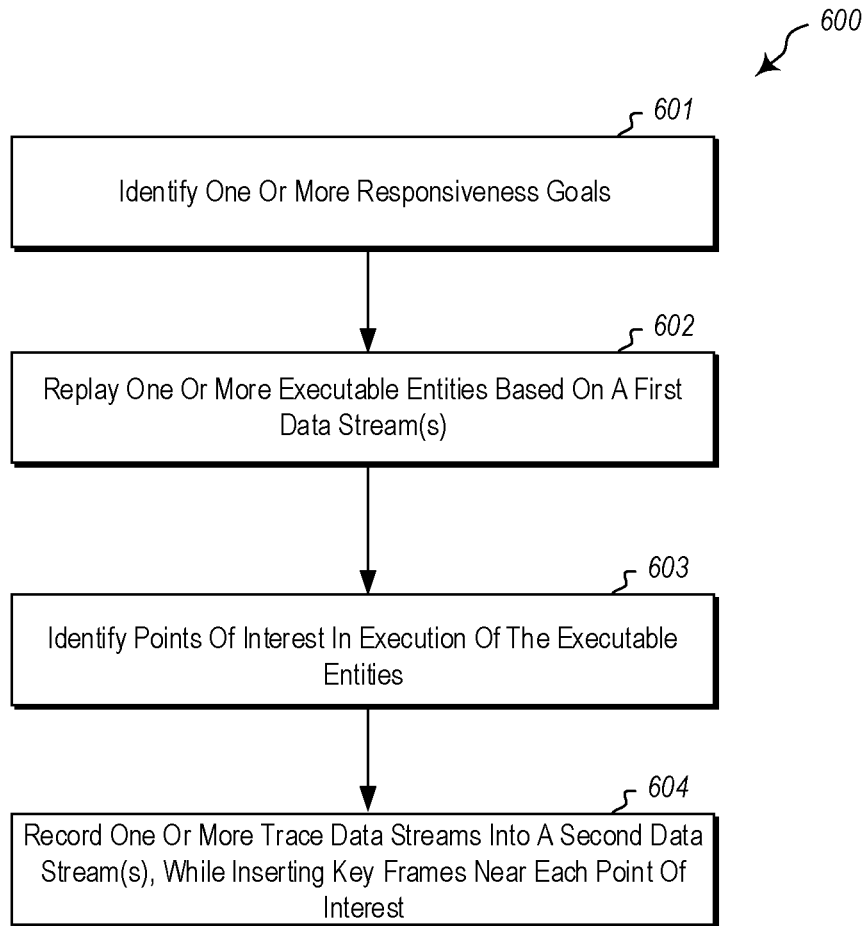 600
601
Identify One Or More Responsiveness Goals
602
Replay One Or More Executable Entities Based On A First
Data Stream(s)
603
Identify Points Of Interest In Execution Of The Executable
Entities
604
Record One Or More Trace Data Streams Into A Second Data
Stream(s), While Inserting Key Frames Near Each Point Of
Interest